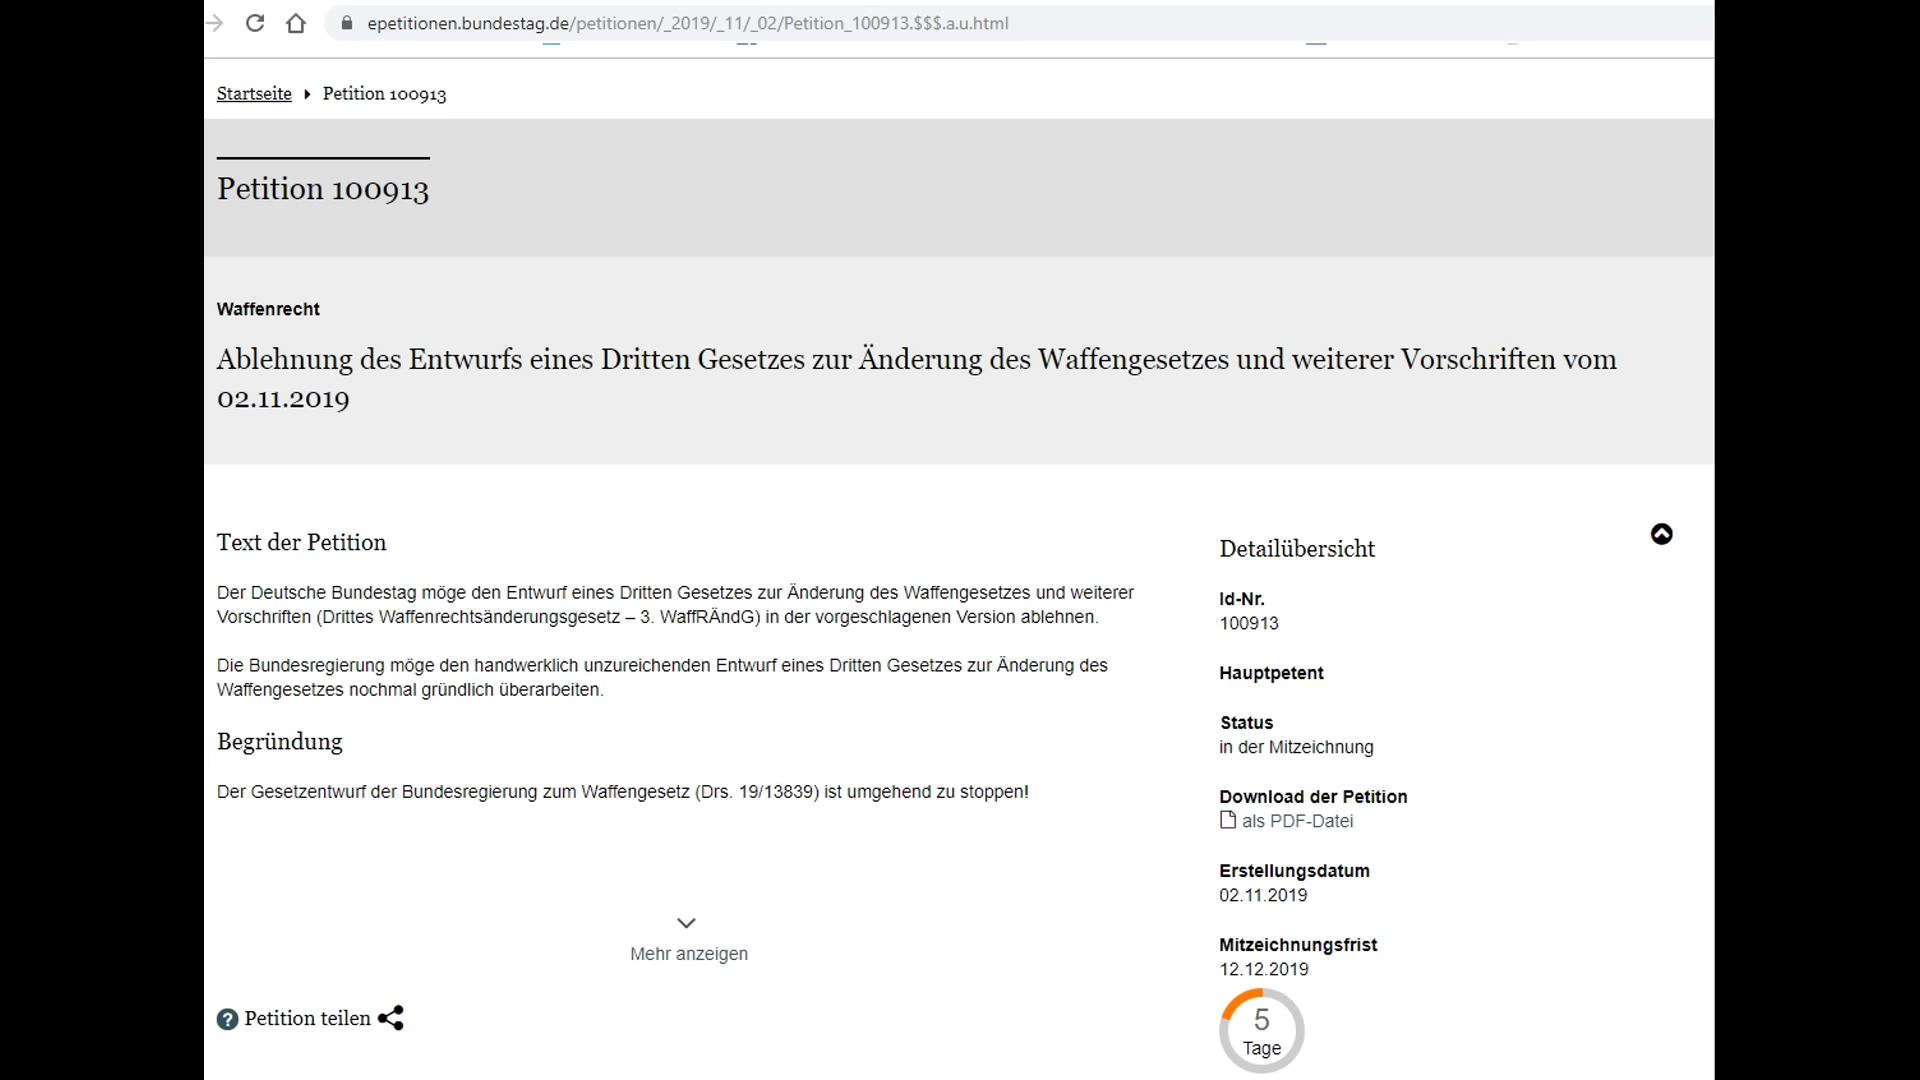 epetitionen.bundestag.de/petitionen/_2019/_11/_02/Petition_100913.$$$.a.u.html
Startseite Petition 100913
Petition 100913
Waffenrecht
Ablehnung des Entwurfs eines Dritten Gesetzes zur Änderung des Waffengesetzes und weiterer Vorschriften vom
02.11.2019
Text der Petition
Der Deutsche Bundestag möge den Entwurf eines Dritten Gesetzes zur Änderung des Waffengesetzes und weiterer
Vorschriften (Drittes Waffenrechtsänderungsgesetz – 3. WaffRÄndG) in der vorgeschlagenen Version ablehnen.
Die Bundesregierung möge den handwerklich unzureichenden Entwurf eines Dritten Gesetzes zur Änderung des
Waffengesetzes nochmal gründlich überarbeiten.
Begründung
Der Gesetzentwurf der Bundesregierung zum Waffengesetz (Drs. 19/13839) ist umgehend zu stoppen!
Mehr anzeigen
? Petition teilen
Detailübersicht
Id-Nr.
100913
Hauptpetent
Status
in der Mitzeichnung
Download der Petition
als PDF-Datei
Erstellungsdatum
02.11.2019
Mitzeichnungsfrist
12.12.2019
5
Tage